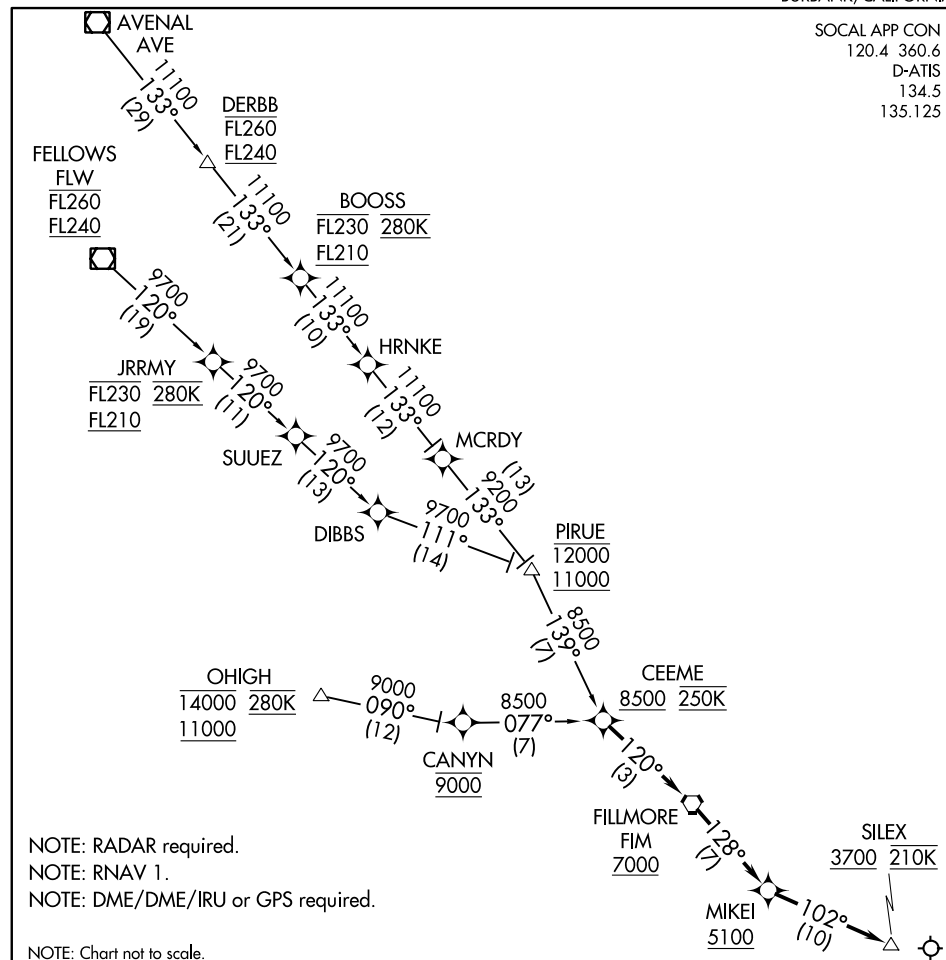 SOCAL APP CON
120.4 360.6
D-ATIS
134.5
135.125
AVENAL
AVE
11100
133°
(29)
DERBB
FL260
FL240
FELLOWS
FLW
FL260
FL240
11100
133°
(21)
BOOSS
FL230 280K
FL210
9700
120°
(19)
11100
133°
(10)
HRNKE
JRRMY
FL230 280K
FL210
9700
120°
(11)
11100
133°
(12)
MCRDY
SUUEZ
9700
120°
(13)
(13)
9200
133°
DIBBS
9700
111°
(14)
PIRUE
12000
11000
8500
139°
(7)
OHIGH
14000 280K
11000
9000
090°
(12)
CANYN
9000
8500
077°
(7)
CEEME
8500 250K
120°
(3)
FILLMORE
FIM
7000
128°
(7)
SILEX
3700 210K
MIKEI
5100
102°
(10)
NOTE: RADAR required.
NOTE: RNAV 1.
NOTE: DME/DME/IRU or GPS required.
NOTE: Chart not to scale.